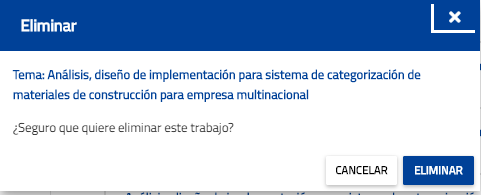 Eliminar
Tema: Análisis, diseño de implementación para sistema de categorización de
materiales de construcción para empresa multinacional
¿Seguro que quiere eliminar este trabajo?
CANCELAR
ELIMINAR